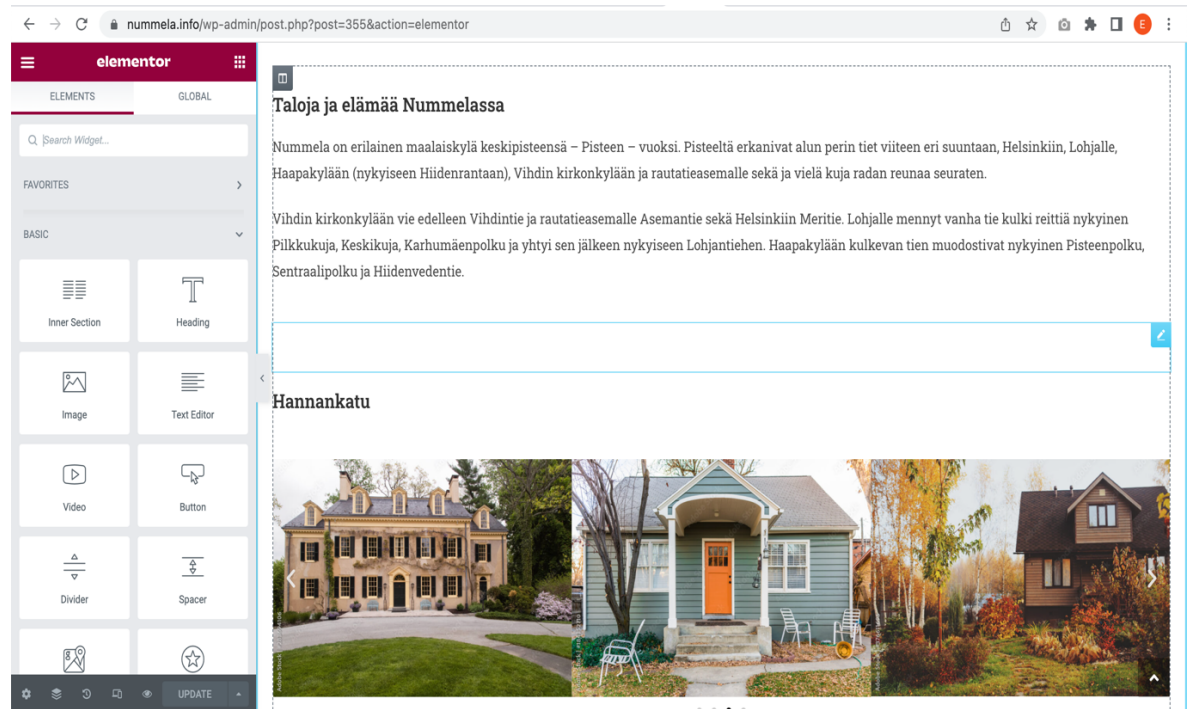 nummela.info/wp-admin/post.php?post=355&action=elementor
E
elementor
ELEMENTS
GLOBAL
Search Widget...
FAVORITES
BASIC
Inner Section
Heading
Image
Text Editor
Video
Button
Divider
Spacer
UPDATE
Taloja ja elämää Nummelassa
Nummela on erilainen maalaiskylä keskipisteensä – Pisteen – vuoksi. Pisteeltä erkanivat alun perin tiet viiteen eri suuntaan, Helsinkiin, Lohjalle,
Haapakylään (nykyiseen Hiidenrantaan), Vihdin kirkonkylään ja rautatieasemalle sekä ja vielä kuja radan reunaa seuraten.
Vihdin kirkonkylään vie edelleen Vihdintie ja rautatieasemalle Asemantie sekä Helsinkiin Meritie. Lohjalle mennyt vanha tie kulki reittiä nykyinen
Pilkkukuja, Keskikuja, Karhumäenpolku ja yhtyi sen jälkeen nykyiseen Lohjantiehen. Haapakylään kulkevan tien muodostivat nykyinen Pisteenpolku,
Sentraalipolku ja Hiidenvedentie.
Hannankatu